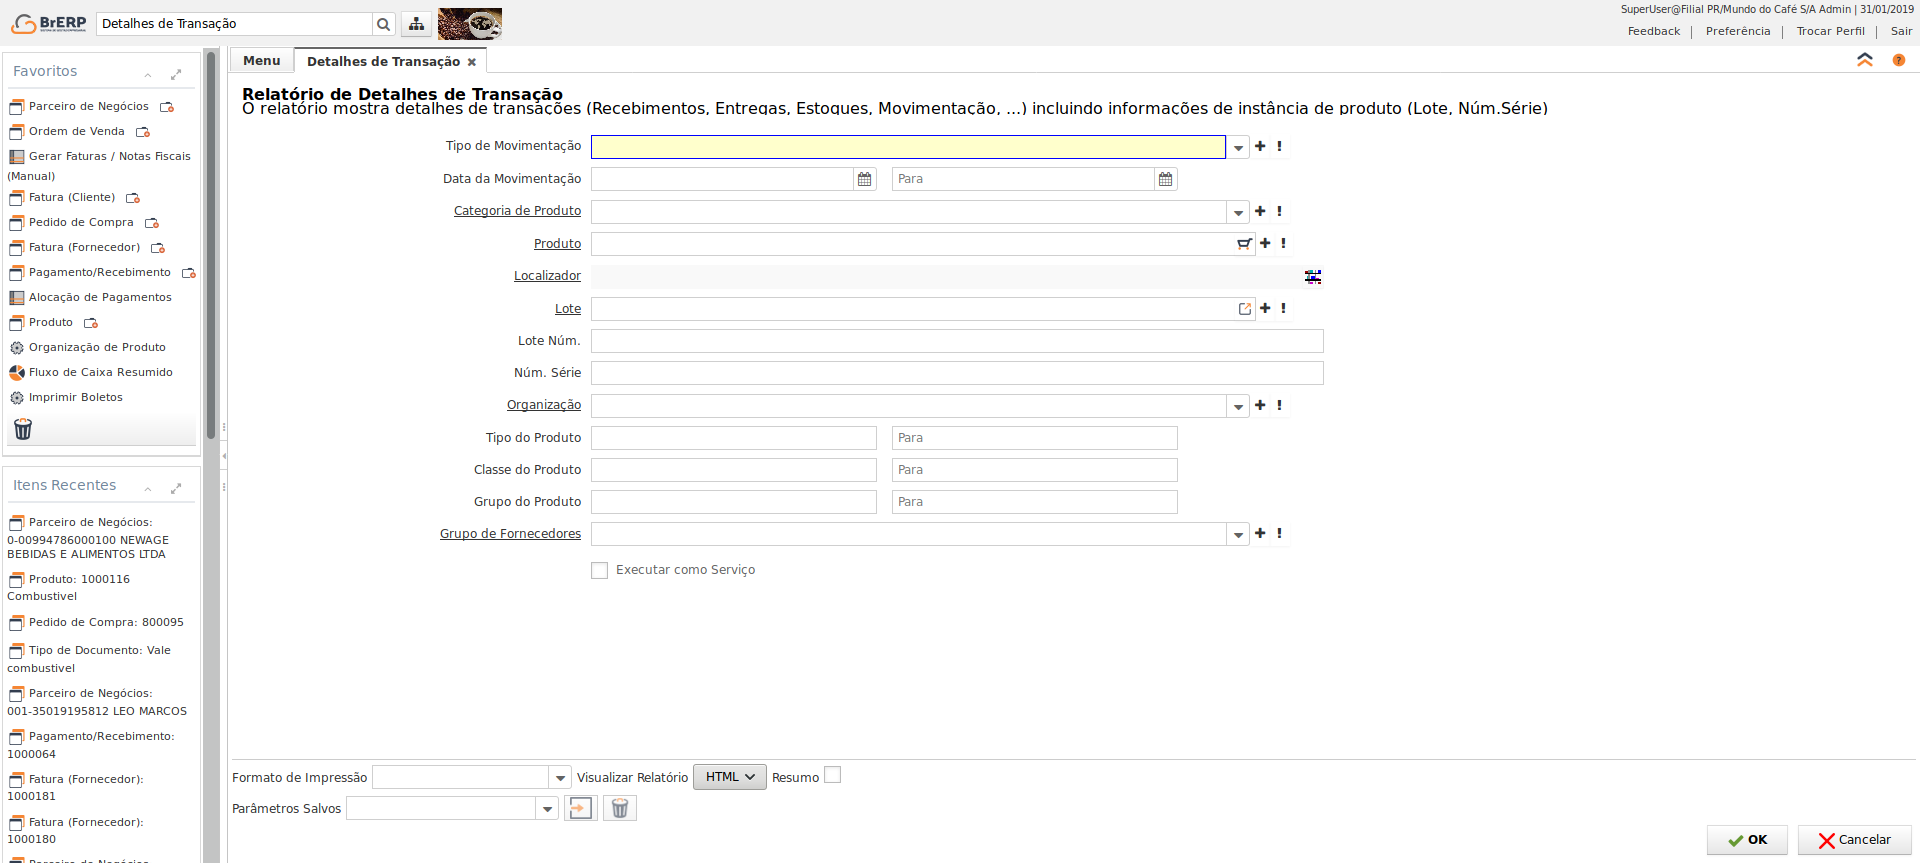 BrERP
Detalhes de Transação
SuperUser@Filial PR/Mundo do Café S/A Admin | 31/01/2019
Feedback | Preferência | Trocar Perfil | Sair
Favoritos
Parceiro de Negócios
Ordem de Venda
Gerar Faturas / Notas Fiscais
(Manual)
Fatura (Cliente)
Pedido de Compra
Fatura (Fornecedor)
Pagamento/Recebimento
Alocação de Pagamentos
Produto
Organização de Produto
Fluxo de Caixa Resumido
Imprimir Boletos
Itens Recentes
Parceiro de Negócios:
0-00994786000100 NEWAGE
BEBIDAS E ALIMENTOS LTDA
Produto: 1000116
Combustivel
Pedido de Compra: 800095
Tipo de Documento: Vale
combustivel
Parceiro de Negócios:
001-35019195812 LEO MARCOS
Pagamento/Recebimento:
1000064
Fatura (Fornecedor):
1000181
Fatura (Fornecedor):
1000180
Parceiro de Negócios
Menu
Detalhes de Transação
Relatório de Detalhes de Transação
O relatório mostra detalhes de transações (Recebimentos, Entregas, Estoques, Movimentação, ...) incluindo informações de instância de produto (Lote, Núm.Série)
Tipo de Movimentação
Data da Movimentação Para
Categoria de Produto
Produto
Localizador
Lote
Lote Núm.
Núm. Série
Organização
Tipo do Produto Para
Classe do Produto Para
Grupo do Produto Para
Grupo de Fornecedores
Executar como Serviço
Formato de Impressão Visualizar Relatório HTML Resumo
Parâmetros Salvos
OK Cancelar